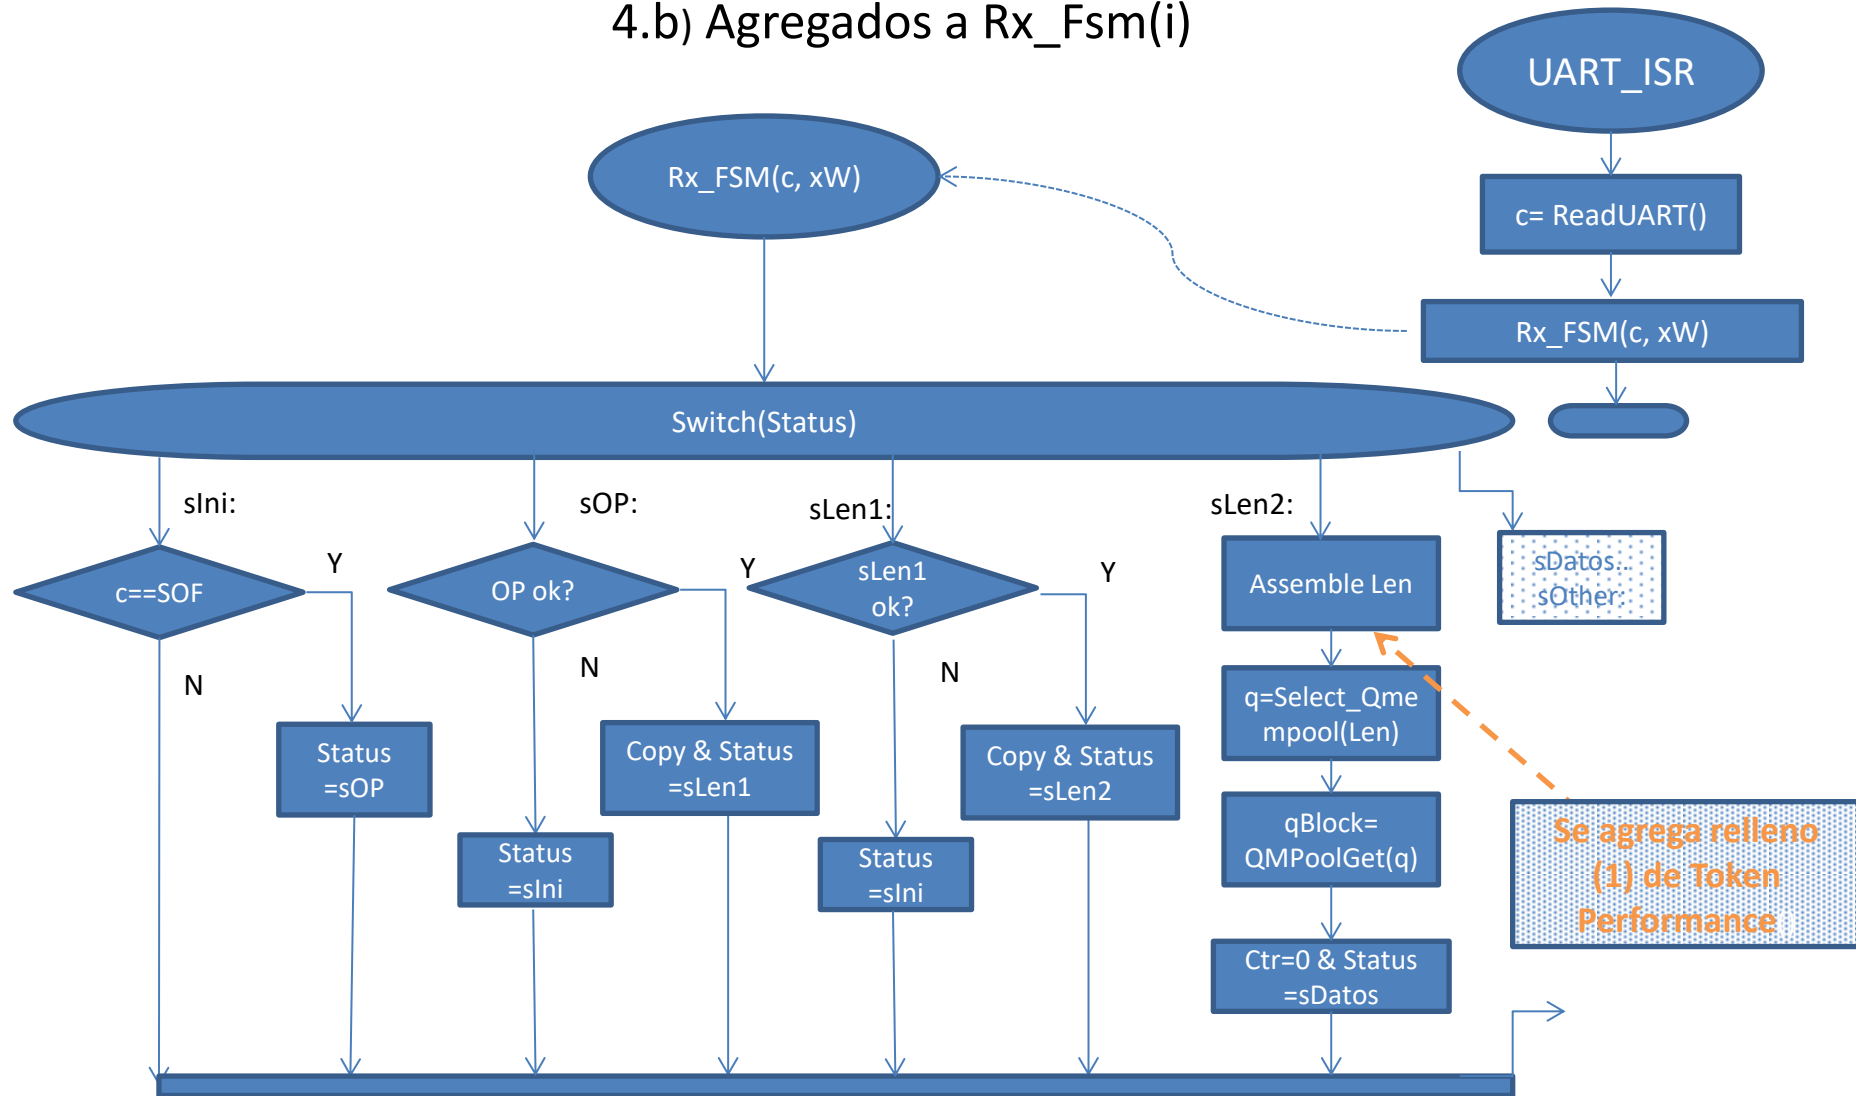 4.b) Agregados a Rx_Fsm(i)
UART_ISR
Rx_FSM(c, xW)
c= ReadUART()
Rx_FSM(c, xW)
Switch(Status)
sIni:
sOP:
sLen1:
sLen2:
c==SOF
Y
N
OP ok?
Y
N
sLen1
ok?
Y
N
Assemble Len
sDatos..
sOther:
Status
=sOP
Copy & Status
=sLen1
Copy & Status
=sLen2
q=Select_Qme
mpool(Len)
Status
=sIni
Status
=sIni
qBlock=
QMPoolGet(q)
Se agrega relleno
(1) de Token
Performance()
Ctr=0 & Status
=sDatos